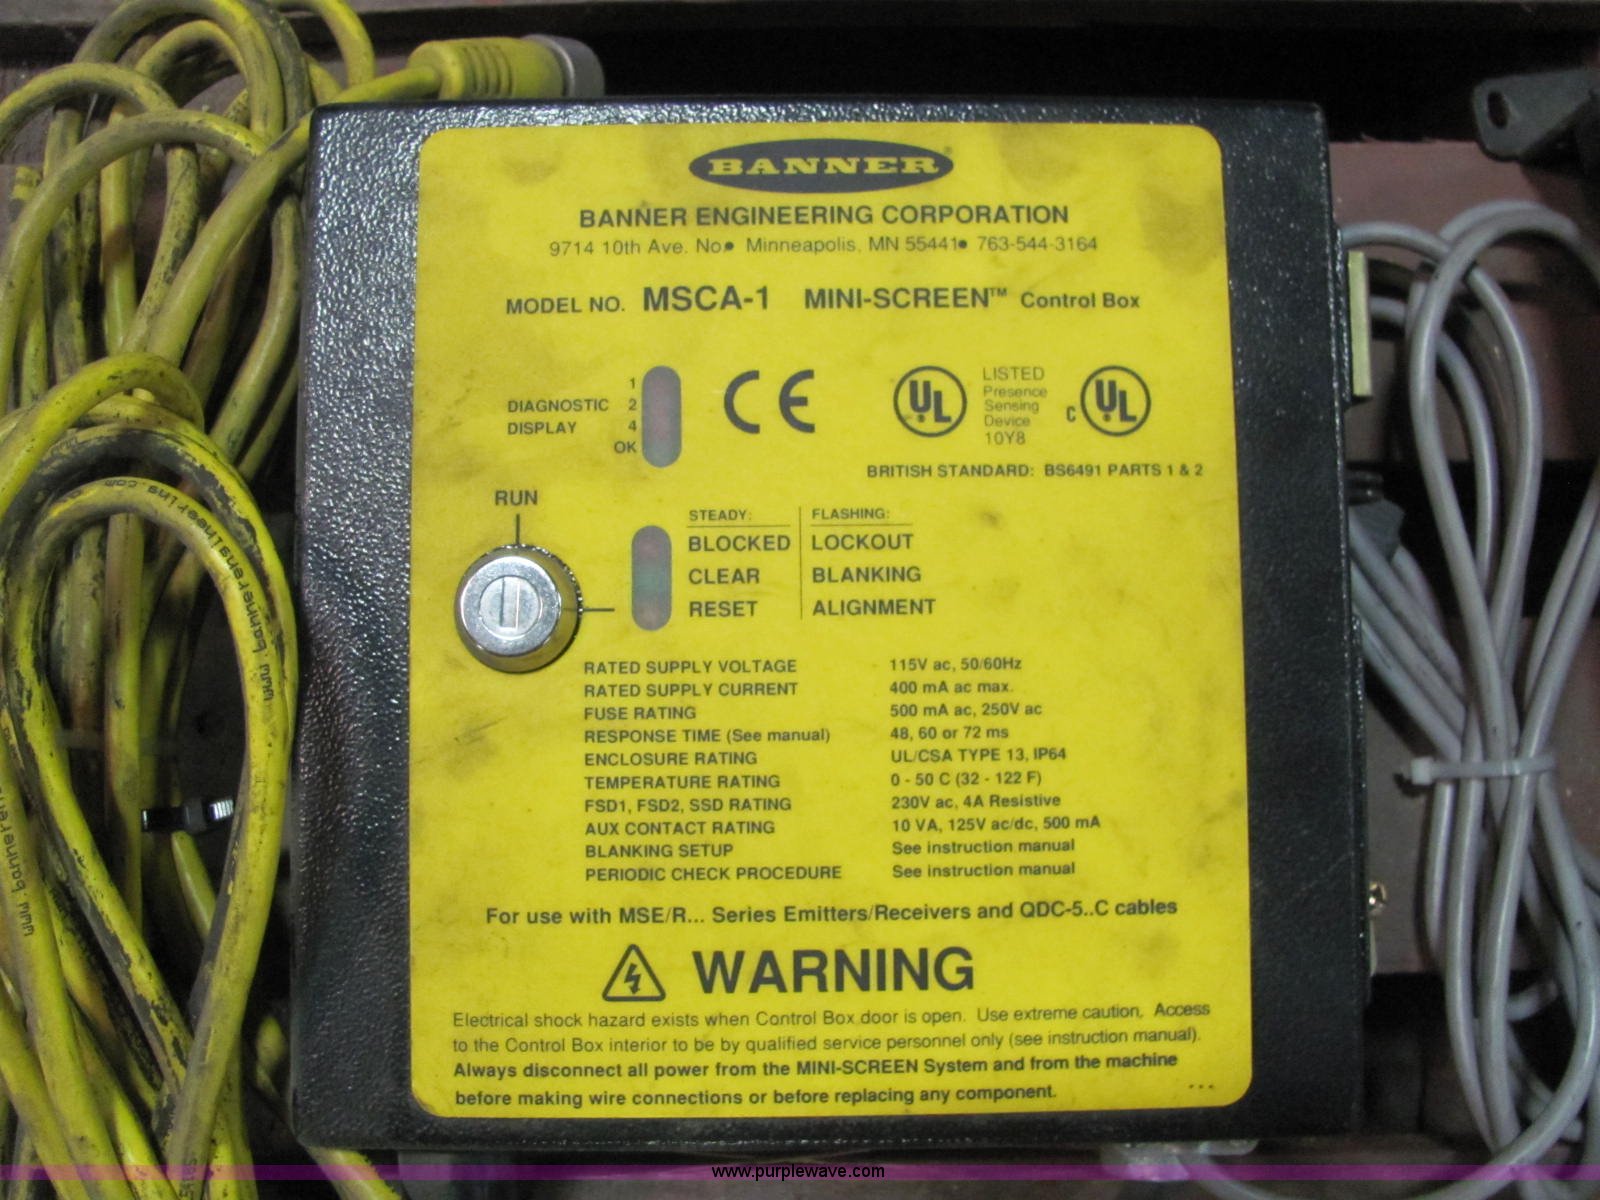 BANNER
BANNER ENGINEERING CORPORATION
9714 10th Ave. No.• Minneapolis, MN 55441• 763-544-3164
MODEL NO. MSCA-1 MINI-SCREEN™ Control Box
DIAGNOSTIC
DISPLAY
1
2
4
OK
CE
UL
LISTED
Presence
Sensing
Device
10Y8
C UL
BRITISH STANDARD: BS6491 PARTS 1 & 2
RUN
STEADY: FLASHING:
BLOCKED LOCKOUT
CLEAR BLANKING
RESET ALIGNMENT
RATED SUPPLY VOLTAGE 115V ac, 50/60Hz
RATED SUPPLY CURRENT 400 mA ac max.
FUSE RATING 500 mA ac, 250V ac
RESPONSE TIME (See manual) 48, 60 or 72 ms
ENCLOSURE RATING UL/CSA TYPE 13, IP64
TEMPERATURE RATING 0 - 50 C (32 - 122 F)
FSD1, FSD2, SSD RATING 230V ac, 4A Resistive
AUX CONTACT RATING 10 VA, 125V ac/dc, 500 mA
BLANKING SETUP See instruction manual
PERIODIC CHECK PROCEDURE See instruction manual
For use with MSE/R... Series Emitters/Receivers and QDC-5..C cables
WARNING
Electrical shock hazard exists when Control Box door is open. Use extreme caution. Access
to the Control Box interior to be by qualified service personnel only (see instruction manual).
Always disconnect all power from the MINI-SCREEN System and from the machine
before making wire connections or before replacing any component.
www.bannerengineering.com
www.banneren
www.purplewave.com